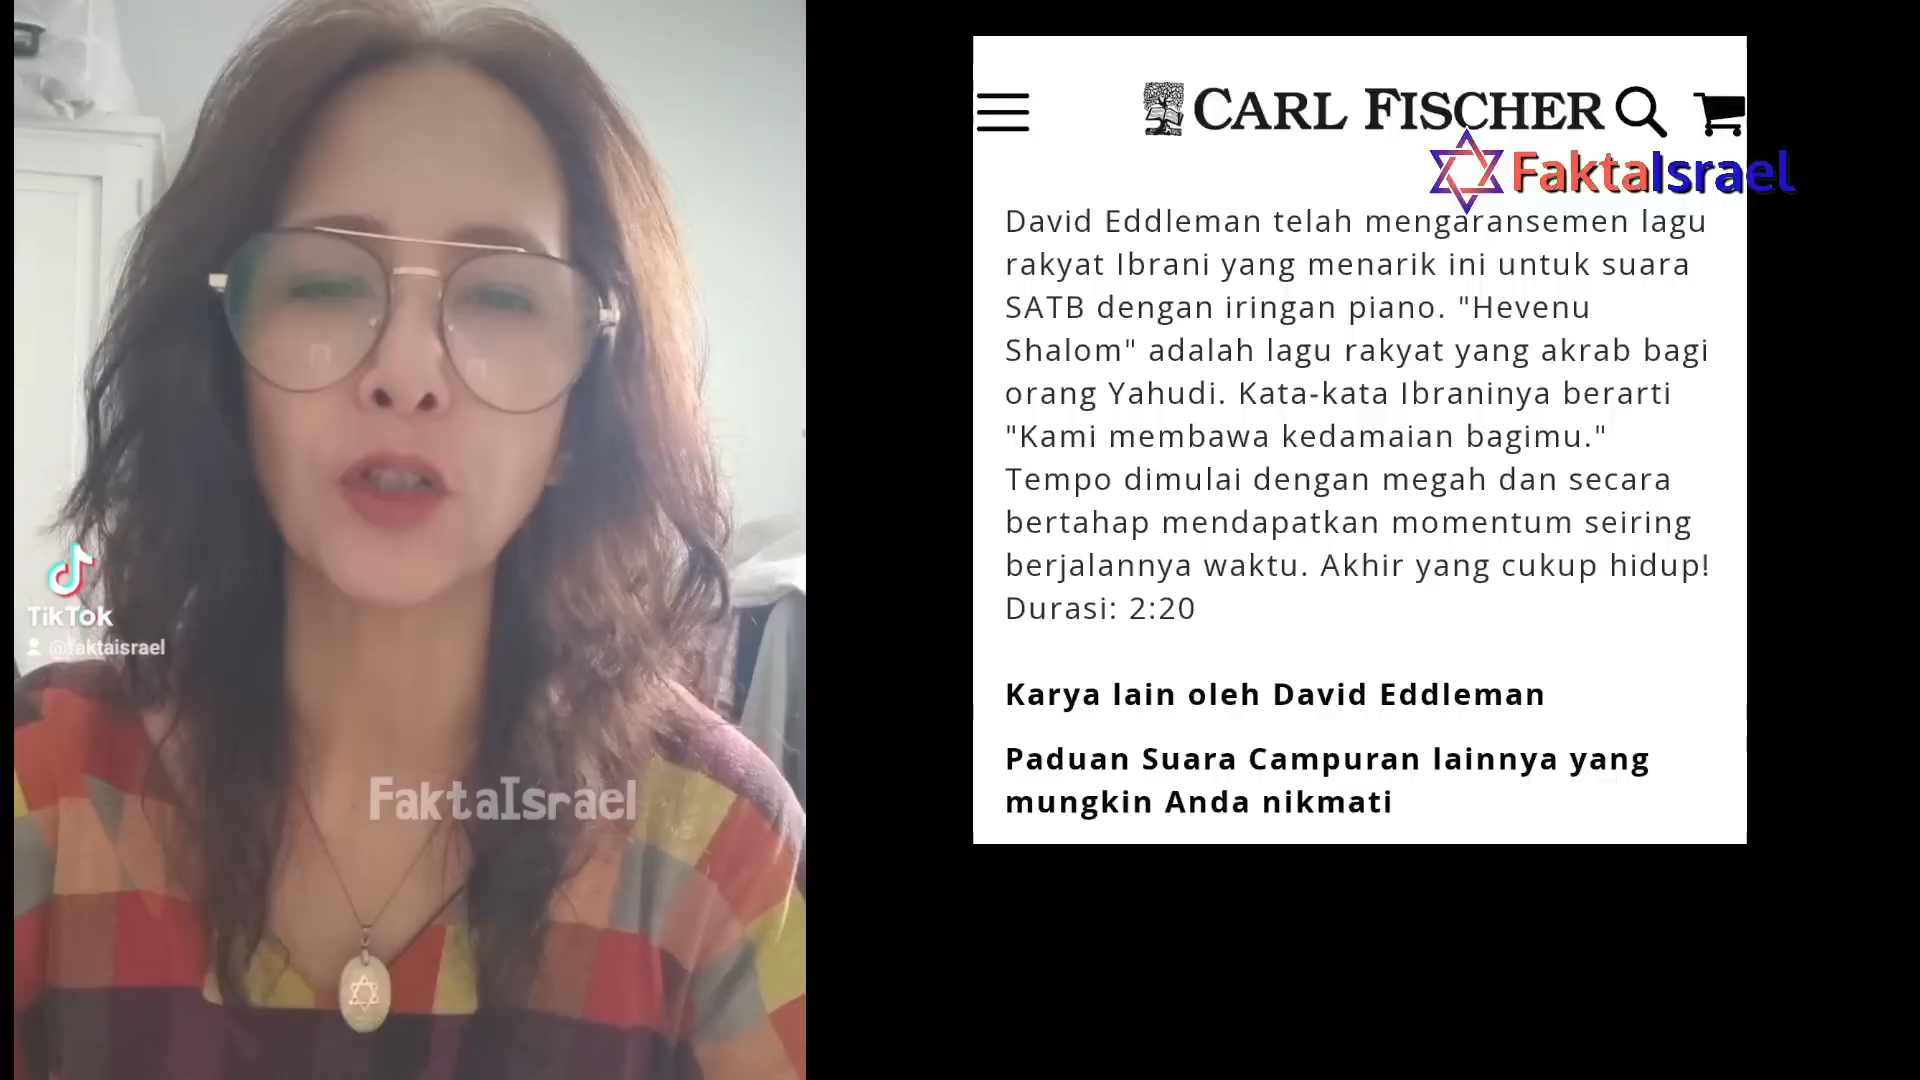 TikTok
@faktaisrael
FaktaIsrael
CARL FISCHER
FaktaIsrael
David Eddleman telah mengaransemen lagu
rakyat Ibrani yang menarik ini untuk suara
SATB dengan iringan piano. "Hevenu
Shalom" adalah lagu rakyat yang akrab bagi
orang Yahudi. Kata-kata Ibraninya berarti
"Kami membawa kedamaian bagimu."
Tempo dimulai dengan megah dan secara
bertahap mendapatkan momentum seiring
berjalannya waktu. Akhir yang cukup hidup!
Durasi: 2:20
Karya lain oleh David Eddleman
Paduan Suara Campuran lainnya yang
mungkin Anda nikmati